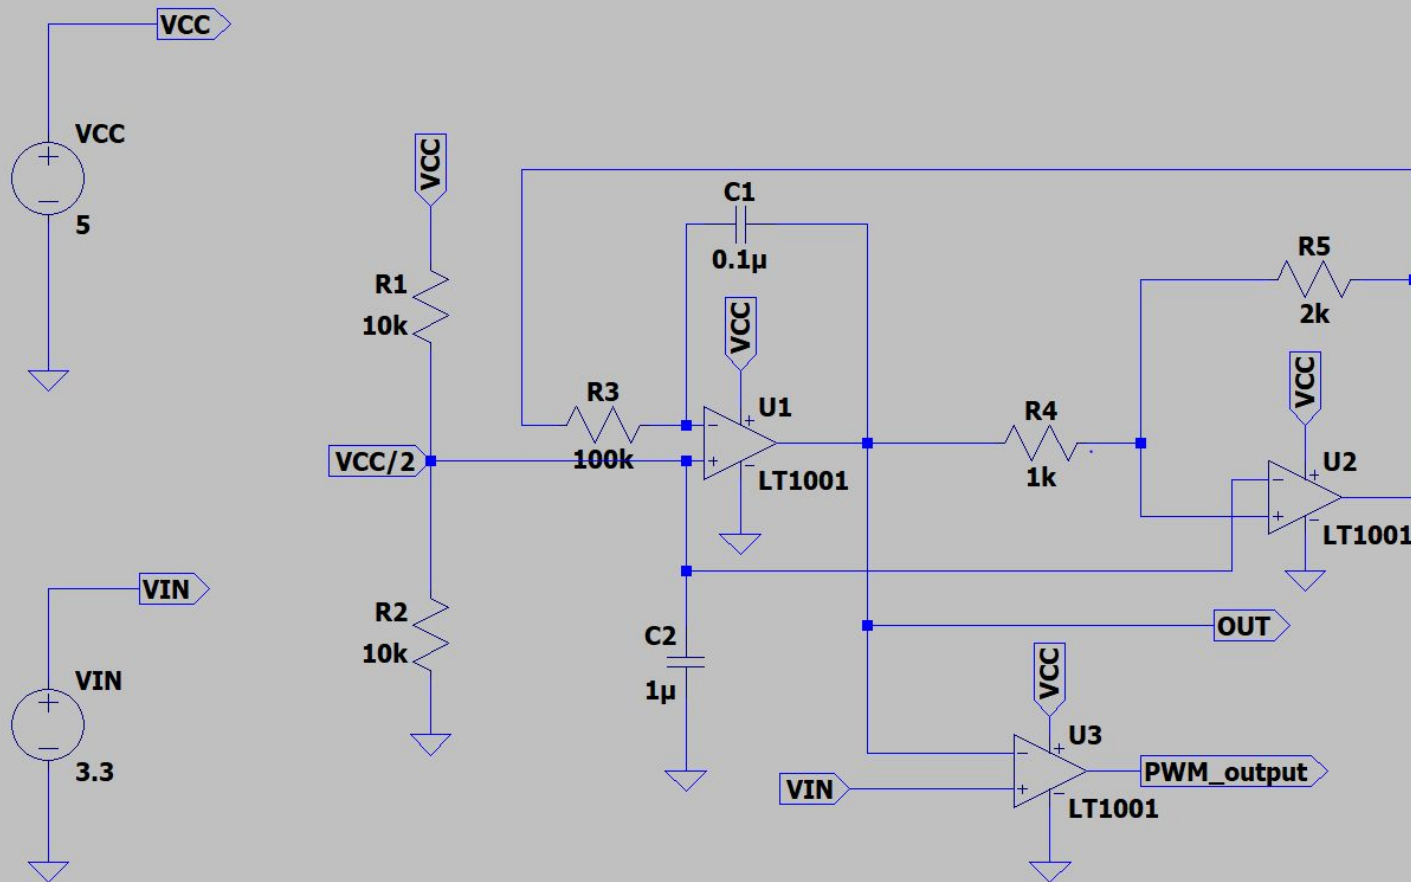 VCC
VCC
5
VCC
R1
10k
VCC/2
R2
10k
VIN
VIN
3.3
C1
0.1µ
VCC
R3
100k
U1
LT1001
C2
1µ
R4
1k
R5
2k
VCC
U2
LT1001
OUT
VCC
U3
LT1001
VIN
PWM_output